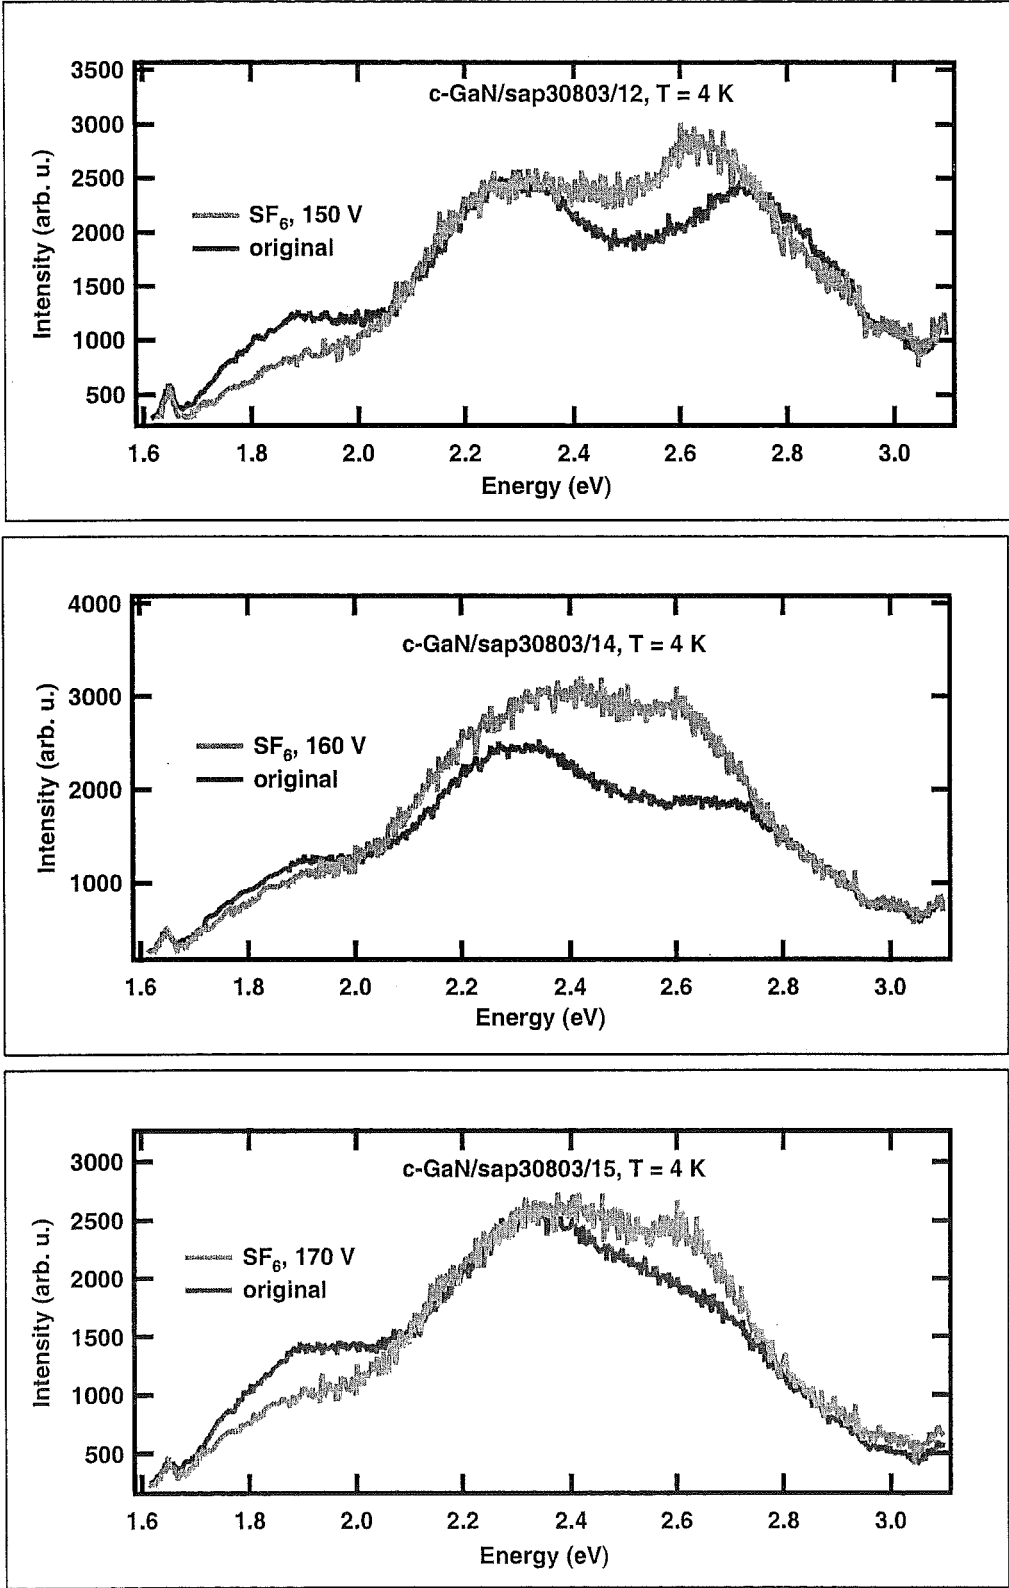 3500
c-GaN/sap30803/12, T = 4 K
3000
2500
SF6, 150 V
2000
original
1500
1000
500
Intensity (arb. u.)
1.6 1.8 2.0 2.2 2.4 2.6 2.8 3.0
Energy (eV)
4000
c-GaN/sap30803/14, T = 4 K
3000
SF6, 160 V
original
2000
1000
Intensity (arb. u.)
1.6 1.8 2.0 2.2 2.4 2.6 2.8 3.0
Energy (eV)
3000
c-GaN/sap30803/15, T = 4 K
2500
SF6, 170 V
2000
original
1500
1000
500
Intensity (arb. u.)
1.6 1.8 2.0 2.2 2.4 2.6 2.8 3.0
Energy (eV)